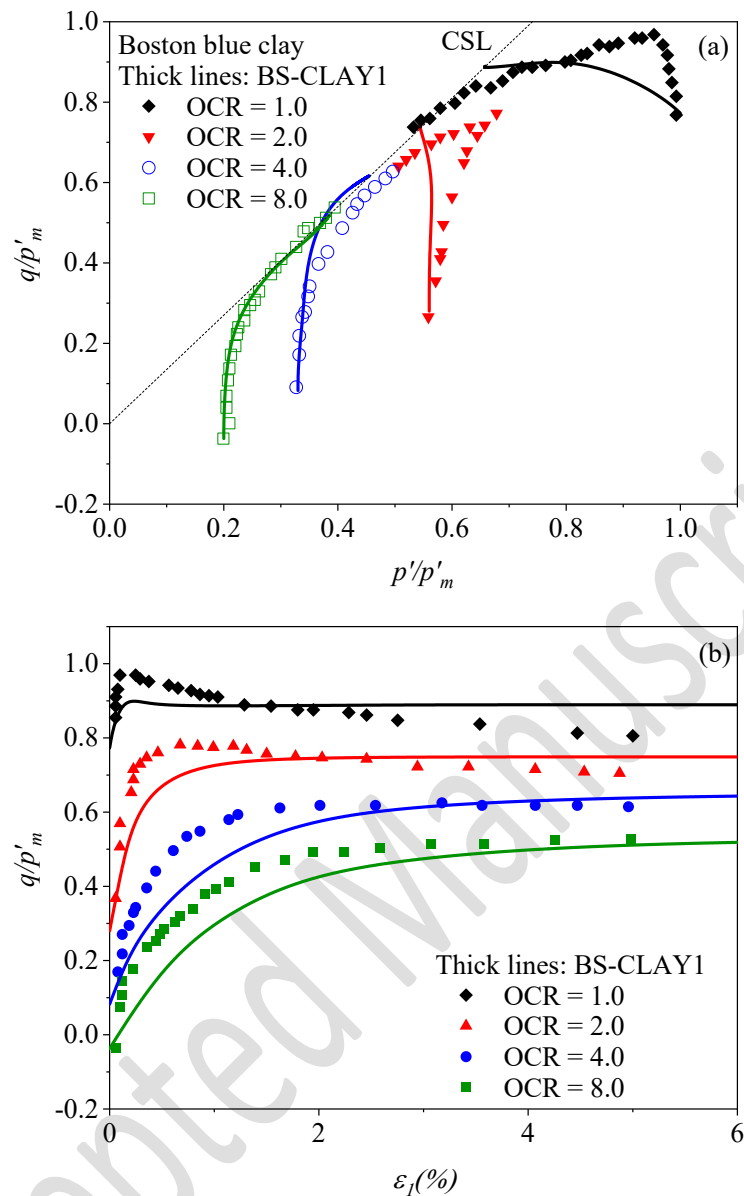 1.0
0.8
0.6
0.4
0.2
0.0
-0.2
q/p'm
Boston blue clay
Thick lines: BS-CLAY1
OCR = 1.0
OCR = 2.0
OCR = 4.0
OCR = 8.0
CSL
(a)
0.0 0.2 0.4 0.6 0.8 1.0
p'/p'm
1.0
0.8
0.6
0.4
0.2
0.0
-0.2
q/p'm
(b)
Thick lines: BS-CLAY1
OCR = 1.0
OCR = 2.0
OCR = 4.0
OCR = 8.0
0 2 4 6
ε1(%)